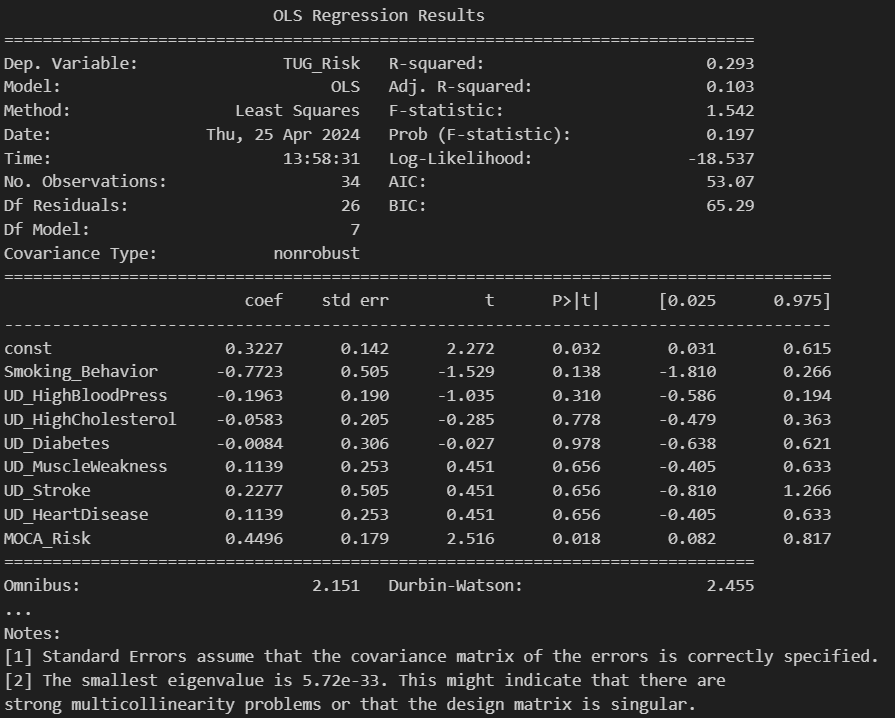 OLS Regression Results
==============================================================================
Dep. Variable: TUG_Risk R-squared: 0.293
Model: OLS Adj. R-squared: 0.103
Method: Least Squares F-statistic: 1.542
Date: Thu, 25 Apr 2024 Prob (F-statistic): 0.197
Time: 13:58:31 Log-Likelihood: -18.537
No. Observations: 34 AIC: 53.07
Df Residuals: 26 BIC: 65.29
Df Model: 7
Covariance Type: nonrobust
======================================================================================
coef std err t P>|t| [0.025 0.975]
--------------------------------------------------------------------------------------
const 0.3227 0.142 2.272 0.032 0.031 0.615
Smoking_Behavior -0.7723 0.505 -1.529 0.138 -1.810 0.266
UD_HighBloodPress -0.1963 0.190 -1.035 0.310 -0.586 0.194
UD_HighCholesterol -0.0583 0.205 -0.285 0.778 -0.479 0.363
UD_Diabetes -0.0084 0.306 -0.027 0.978 -0.638 0.621
UD_MuscleWeakness 0.1139 0.253 0.451 0.656 -0.405 0.633
UD_Stroke 0.2277 0.505 0.451 0.656 -0.810 1.266
UD_HeartDisease 0.1139 0.253 0.451 0.656 -0.405 0.633
MOCA_Risk 0.4496 0.179 2.516 0.018 0.082 0.817
==============================================================================
Omnibus: 2.151 Durbin-Watson: 2.455
...
Notes:
[1] Standard Errors assume that the covariance matrix of the errors is correctly specified.
[2] The smallest eigenvalue is 5.72e-33. This might indicate that there are
strong multicollinearity problems or that the design matrix is singular.